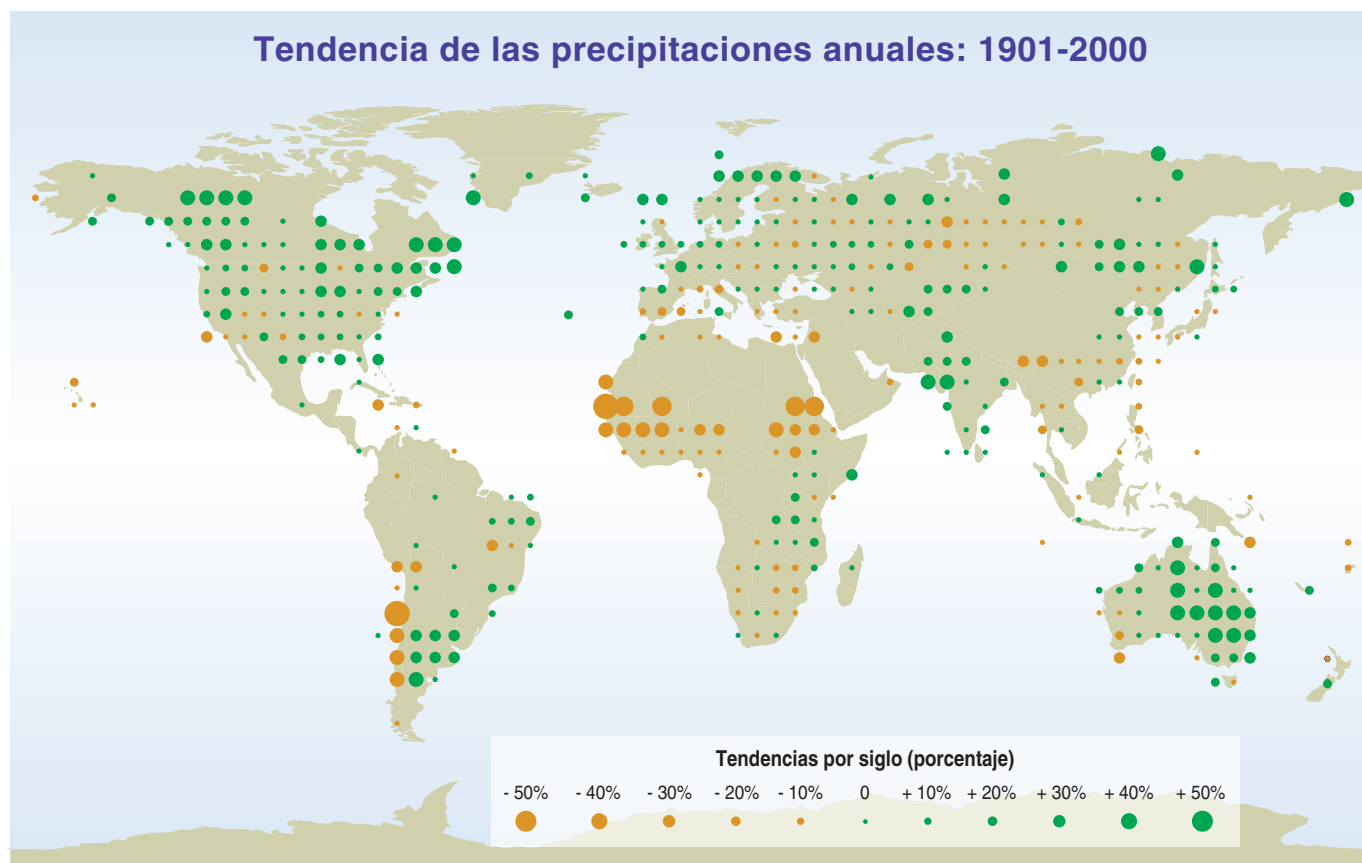 Tendencia de las precipitaciones anuales: 1901-2000
Tendencias por siglo (porcentaje)
- 50% - 40% - 30% - 20% - 10% 0 + 10% + 20% + 30% + 40% + 50%